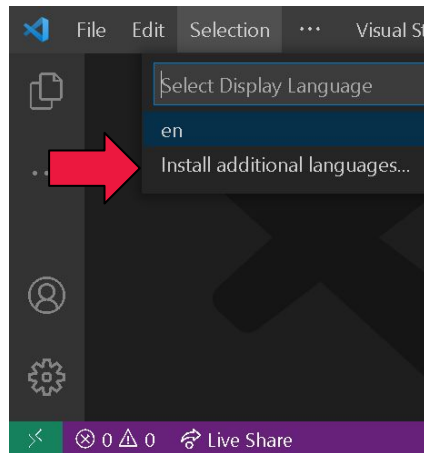 File Edit Selection ··· Visual St
Select Display Language
en
Install additional languages...
0 0 Live Share